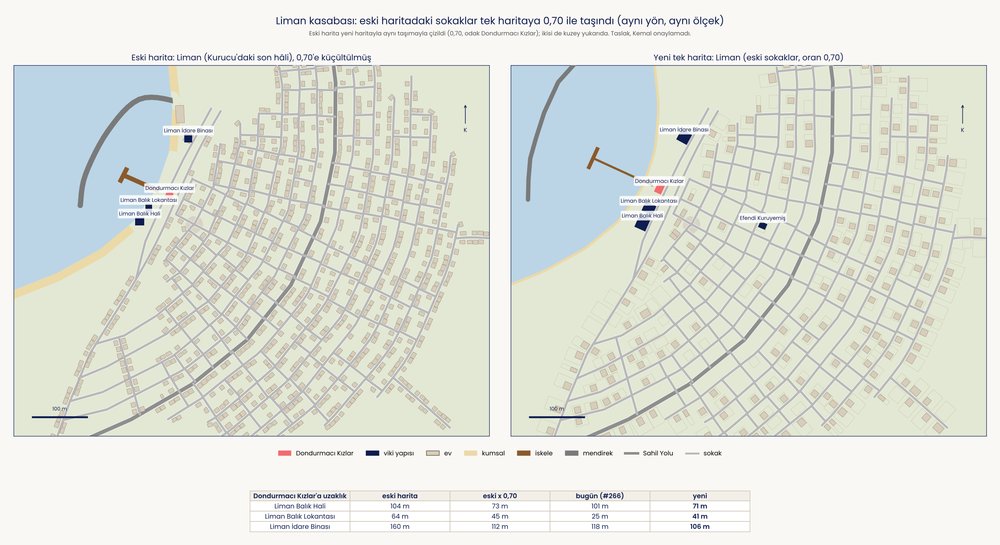 Liman kasabası: eski haritadaki sokaklar tek haritaya 0,70 ile taşındı (aynı yön, aynı ölçek)
Eski harita yeni haritayla aynı taşımayla çizildi (0,70, odak Dondurmacı Kızlar); ikisi de kuzey yukarıda. Taslak, Kemal onaylamadı.
Eski harita: Liman (Kurucu'daki son hâli), 0,70'e küçültülmüş
Liman İdare Binası
K
Dondurmacı Kızlar
Liman Balık Lokantası
Liman Balık Hali
100 m
Yeni tek harita: Liman (eski sokaklar, oran 0,70)
Liman İdare Binası
K
Dondurmacı Kızlar
Liman Balık Lokantası
Liman Balık Hali
Efendi Kuruyemiş
100 m
Dondurmacı Kızlar viki yapısı ev kumsal iskele mendirek Sahil Yolu sokak
Dondurmacı Kızlar'a uzaklık eski harita eski x 0,70 bugün (#266) yeni
Liman Balık Hali 104 m 73 m 101 m 71 m
Liman Balık Lokantası 64 m 45 m 25 m 41 m
Liman İdare Binası 160 m 112 m 118 m 106 m